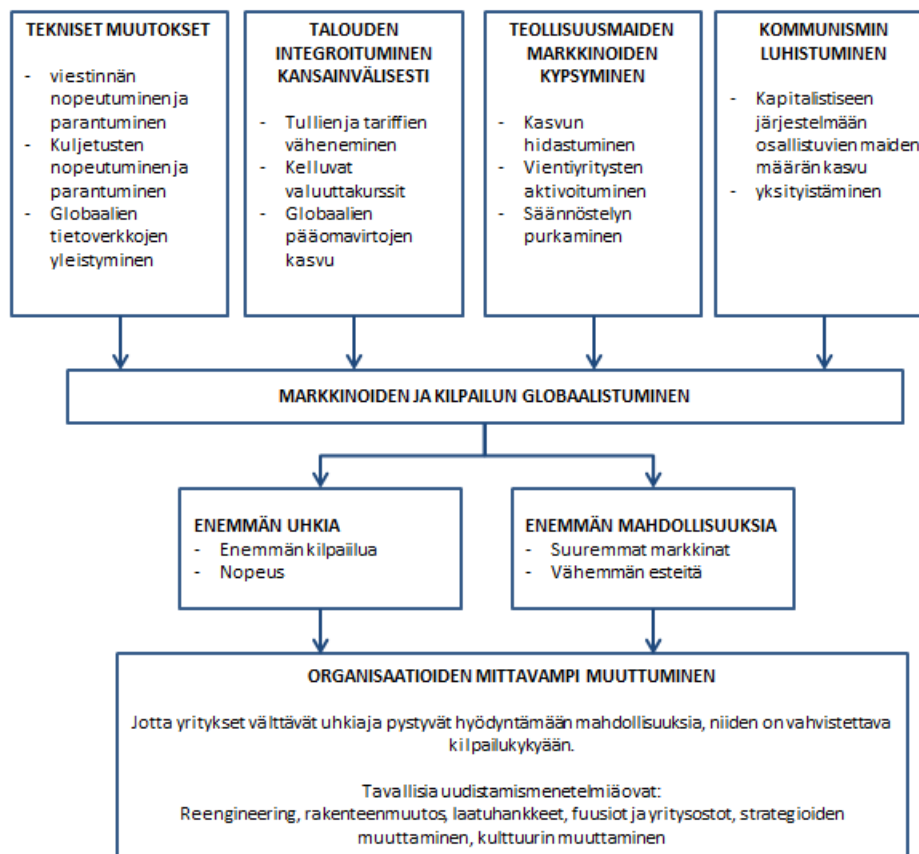 TEKNISET MUUTOKSET
- viestinnän
nopeutuminen ja
parantuminen
- Kuljetusten
nopeutuminen ja
parantuminen
- Globaalien
tietoverkkojen
yleistyminen
TALOUDEN
INTEGROITUMINEN
KANSAINVÄLISESTI
- Tullien ja tariffien
väheneminen
- Kelluvat
valuuttakurssit
- Globaalien
pääomavirtojen
kasvu
TEOLLISUUSMAIDEN
MARKKINOIDEN
KYPSYMINEN
- Kasvun
hidastuminen
- Vientiyritysten
aktivoituminen
- Säännöstelyn
purkaminen
KOMMUNISMIN
LUHISTUMINEN
- Kapitalistiseen
järjestelmään
osallistuvien maiden
määrän kasvu
- yksityistäminen
MARKKINOIDEN JA KILPAILUN GLOBAALISTUMINEN
ENEMMÄN UHKIA
- Enemmän kilpaiilua
- Nopeus
ENEMMÄN MAHDOLLISUUKSIA
- Suuremmat markkinat
- Vähemmän esteitä
ORGANISAATIOIDEN MITTAVAMPI MUUTTUMINEN
Jotta yritykset välttävät uhkia ja pystyvät hyödyntämään mahdollisuuksia, niiden on vahvistettava
kilpailukykyään.
Tavallisia uudistamismenetelmiä ovat:
Reengineering, rakenteenmuutos, laatuhankkeet, fuusiot ja yritysostot, strategioiden
muuttaminen, kulttuurin muuttaminen